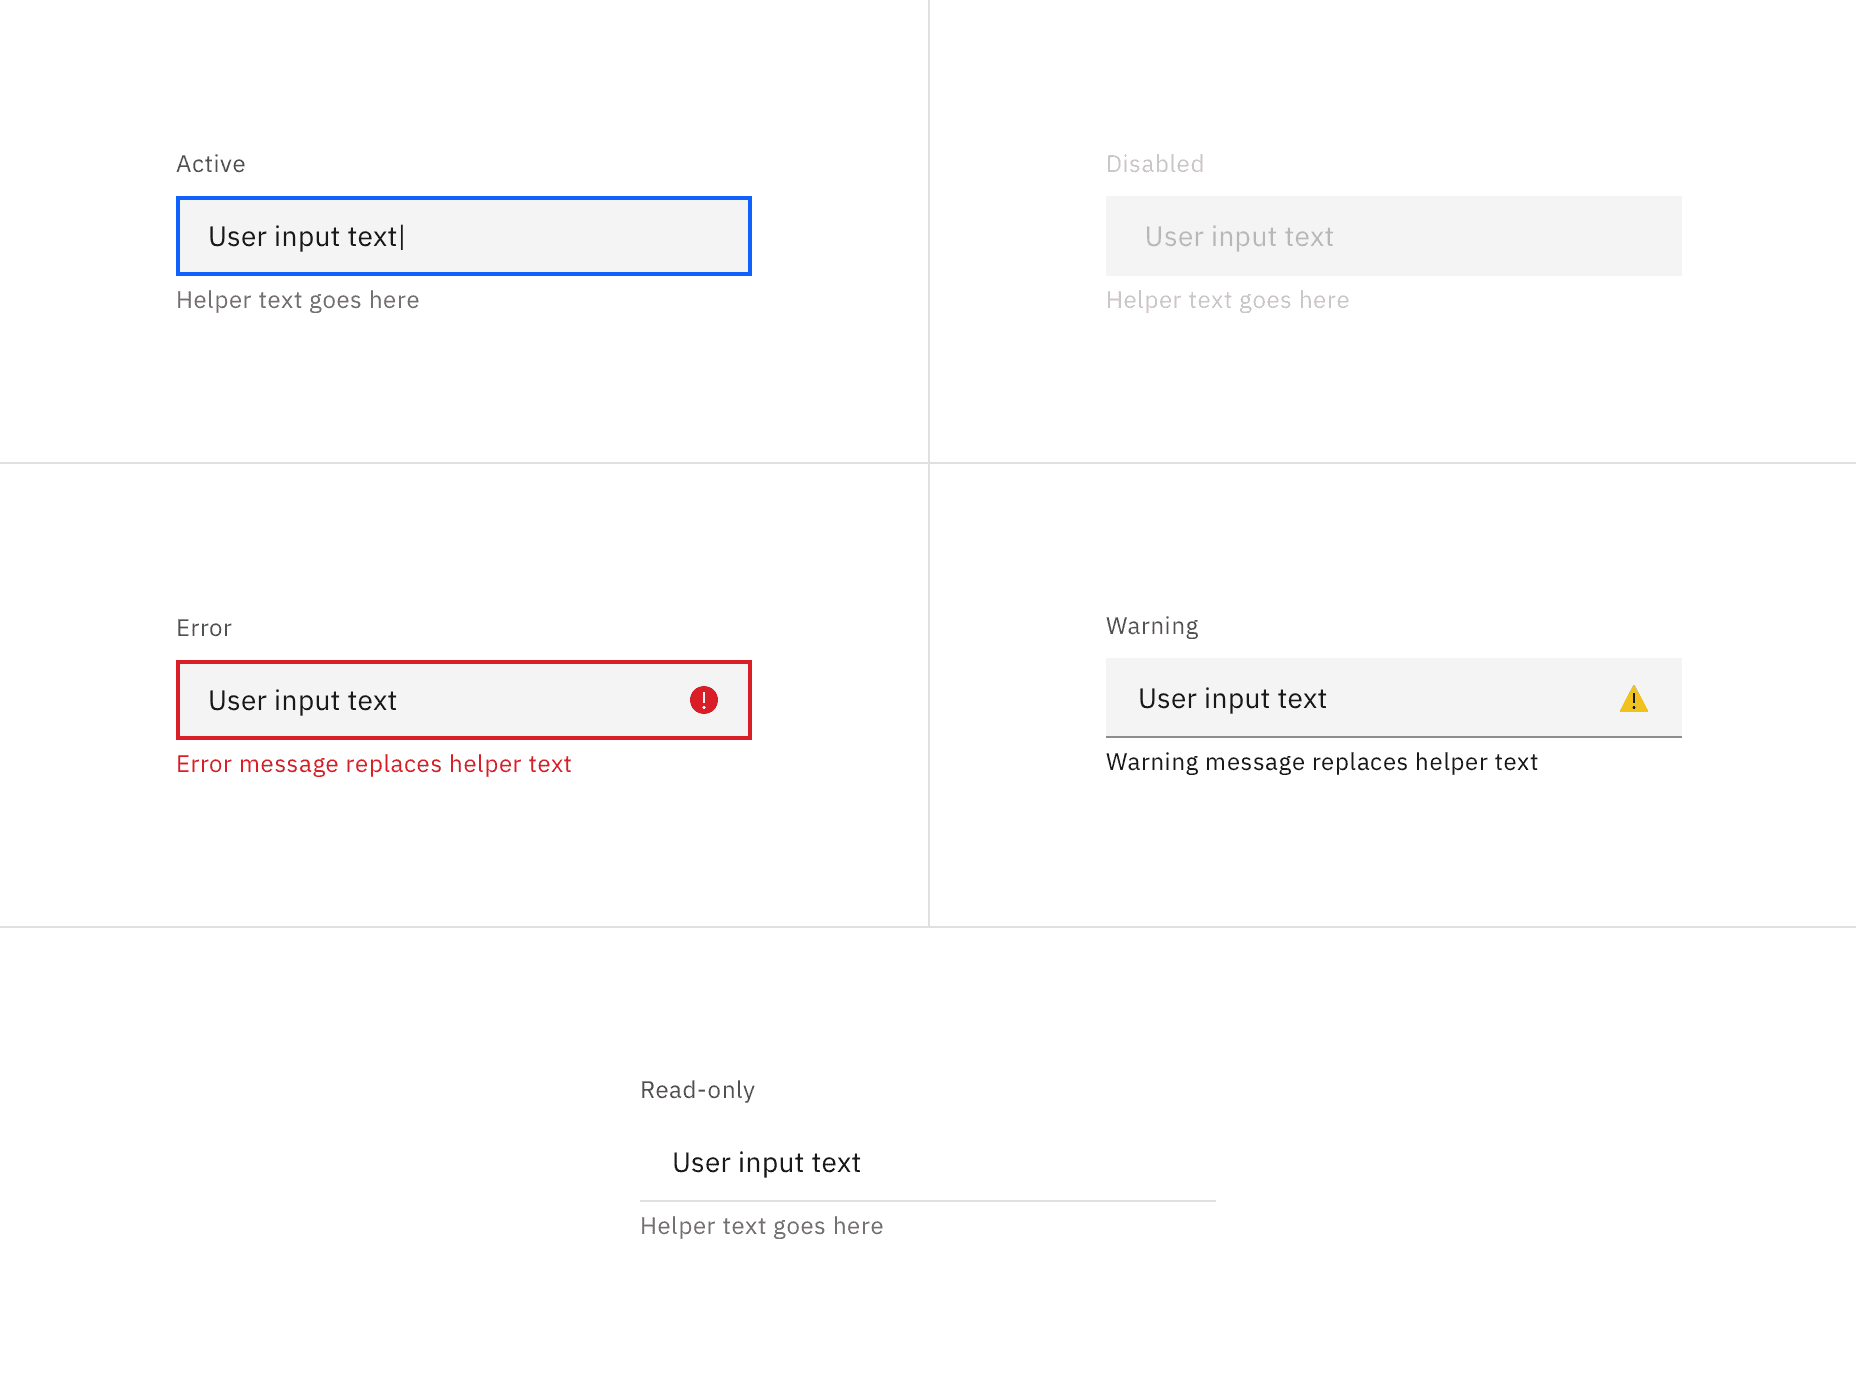 Active
User input text
Helper text goes here
Disabled
User input text
Helper text goes here
Error
User input text
Error message replaces helper text
Warning
User input text
Warning message replaces helper text
Read-only
User input text
Helper text goes here